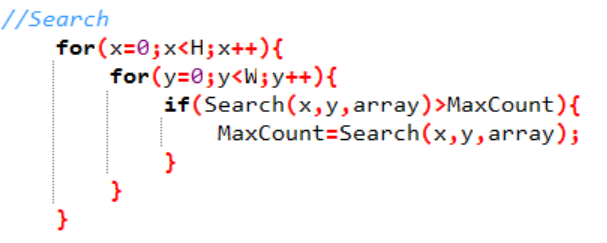 //Search
for(x=0;x<H;x++){
for(y=0;y<W;y++){
if(Search(x,y,array)>MaxCount){
MaxCount=Search(x,y,array);
}
}
}